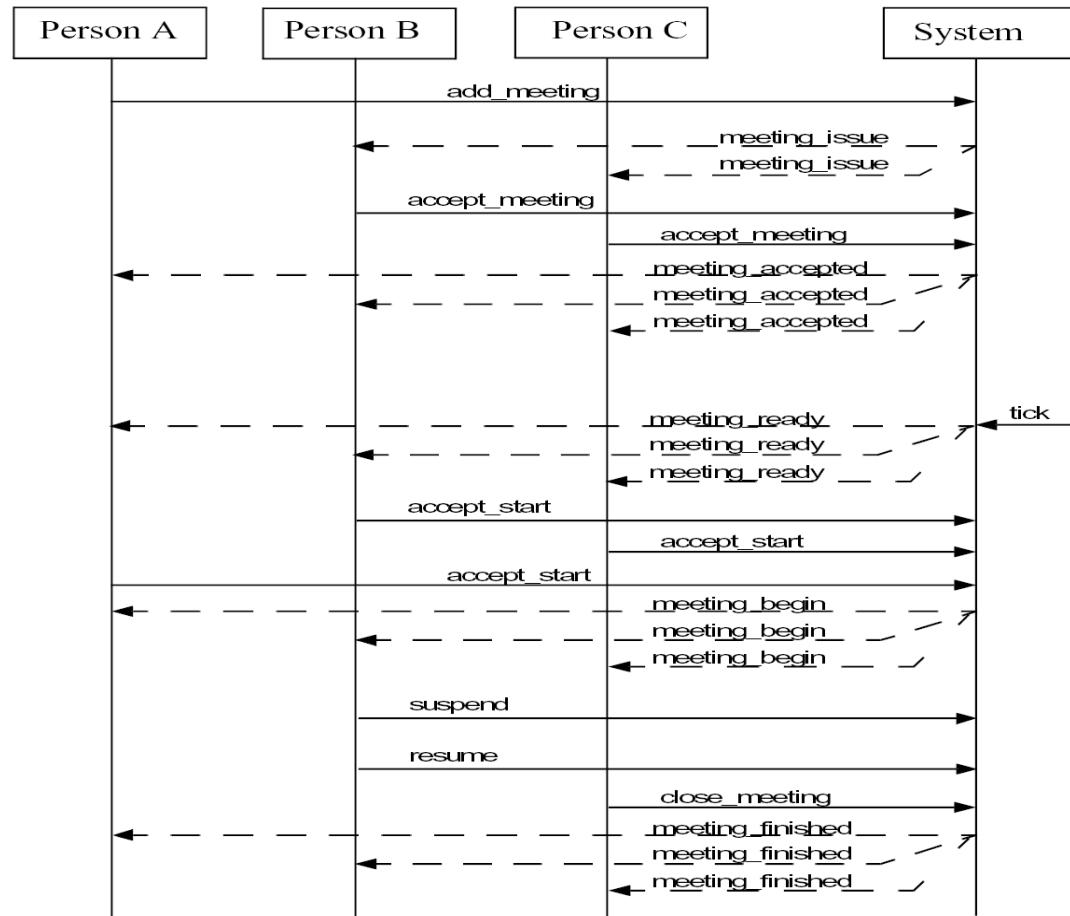 Person A
Person B
Person C
System
add_meeting
meeting_issue
meeting_issue
accept_meeting
accept_meeting
meeting_accepted
meeting_accepted
meeting_accepted
tick
meeting_ready
meeting_ready
meeting_ready
accept_start
accept_start
accept_start
meeting_begin
meeting_begin
meeting_begin
suspend
resume
close_meeting
meeting_finished
meeting_finished
meeting_finished